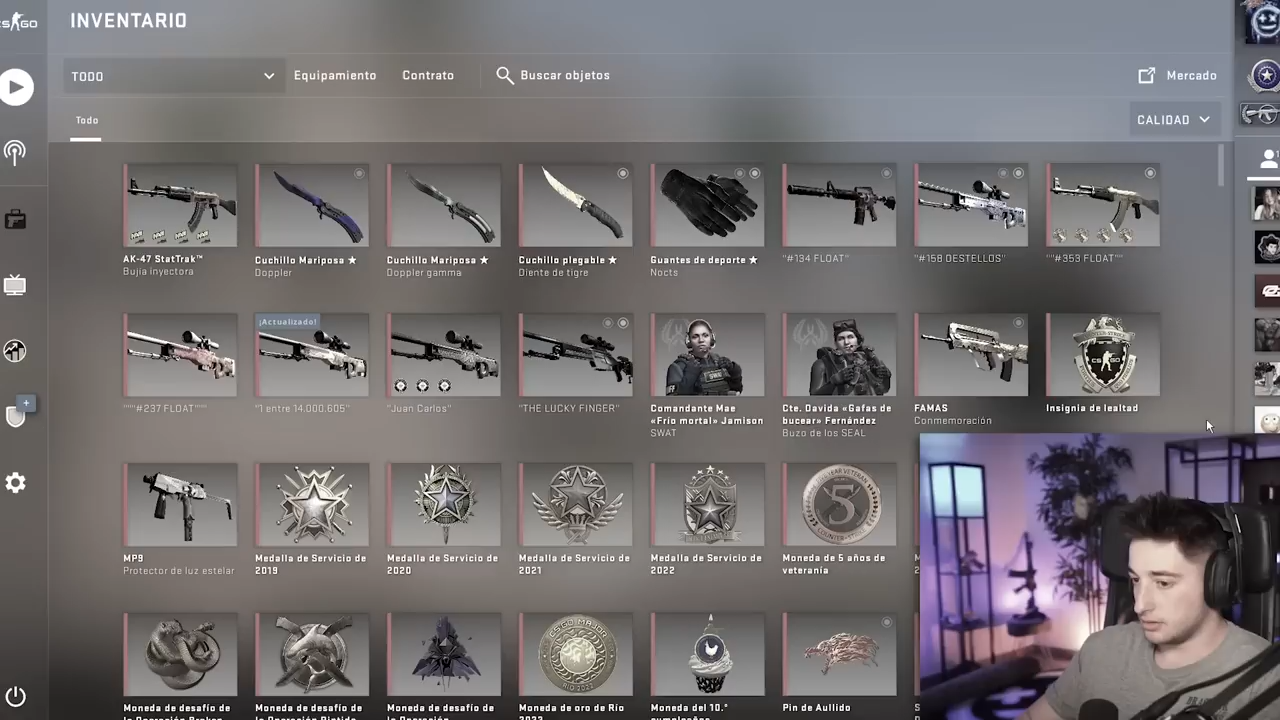 CS:GO
INVENTARIO
TODO
Equipamiento
Contrato
Buscar objetos
Mercado
Todo
CALIDAD
AK-47 StatTrak™
Bujía inyectora
Cuchillo Mariposa ★
Doppler
Cuchillo Mariposa ★
Doppler gamma
Cuchillo plegable ★
Diente de tigre
Guantes de deporte ★
Nocts
"#134 FLOAT"
"#159 DESTELLOS"
""#353 FLOAT""
"""#237 FLOAT"""
¡Actualizado!
"1 entre 14.000.605"
"Juan Carlos"
"THE LUCKY FINGER"
Comandante Mae
«Frío mortal» Jamison
SWAT
Cte. Davida «Gafas de
bucear» Fernández
Buzo de los SEAL
FAMAS
Conmemoración
Insignia de lealtad
MP9
Protector de luz estelar
Medalla de Servicio de
2019
Medalla de Servicio de
2020
Medalla de Servicio de
2021
Medalla de Servicio de
2022
5
Moneda de 5 años de
veteranía
Moneda de desafío de
Moneda de desafío de
Moneda de desafío de
Moneda de oro de Río
Moneda del 10.°
Pin de Aullido